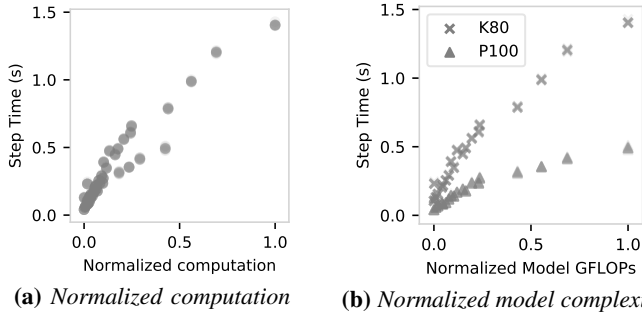 1.5
1.0
0.5
0.0
Step Time (s)
0.0 0.5 1.0
Normalized computation
(a) Normalized computation
1.5
1.0
0.5
0.0
Step Time (s)
K80
P100
0.0 0.5 1.0
Normalized Model GFLOPs
(b) Normalized model complex